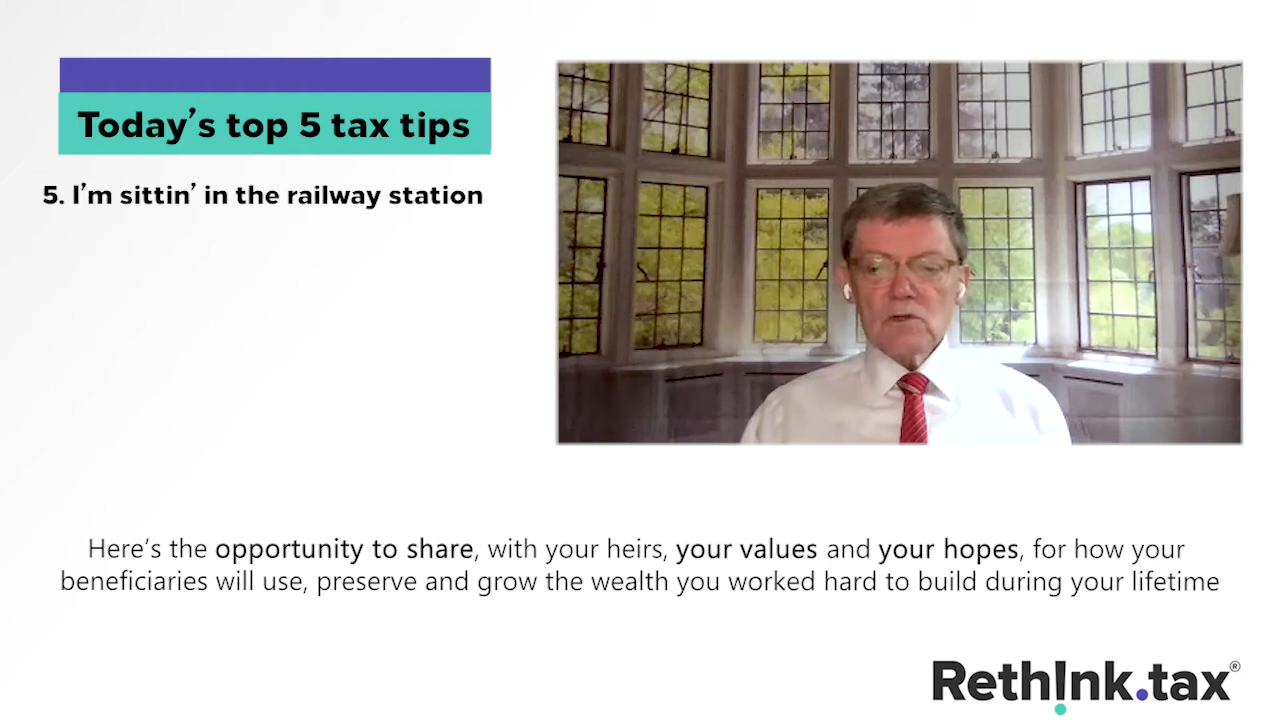 Today’s top 5 tax tips
5. I’m sittin’ in the railway station
Here’s the opportunity to share, with your heirs, your values and your hopes, for how your
beneficiaries will use, preserve and grow the wealth you worked hard to build during your lifetime
Reth!nk.tax®